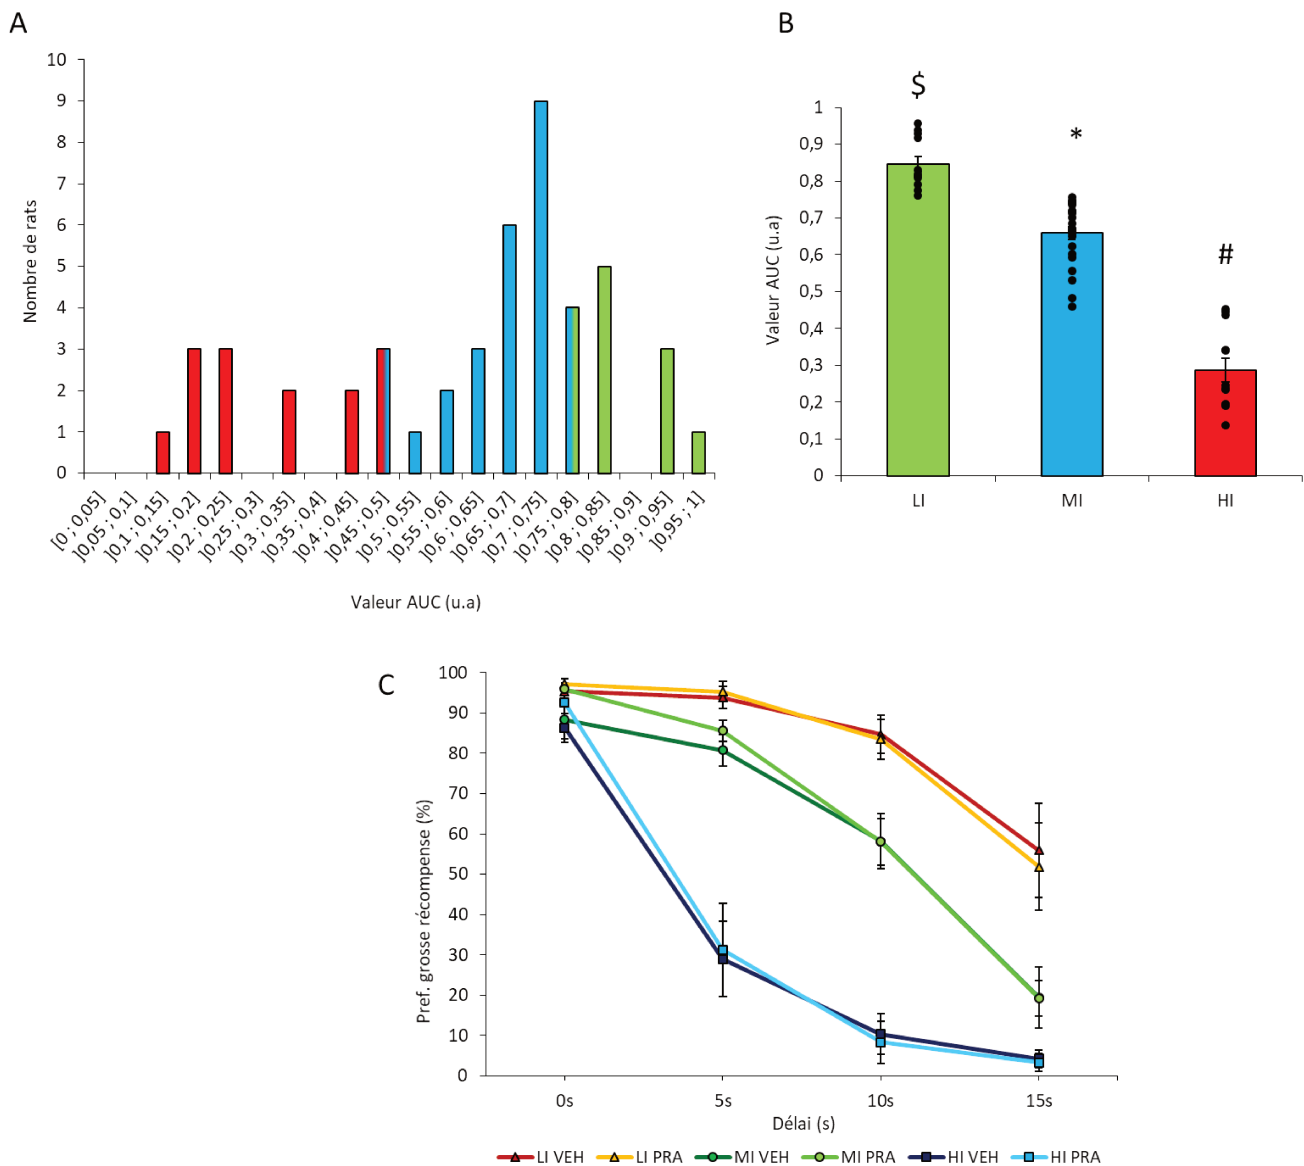 A
B
10
9
8
7
6
5
4
3
2
1
0
Nombre de rats
[0 ; 0,05]
]0,05 ; 0,1]
]0,1 ; 0,15]
]0,15 ; 0,2]
]0,2 ; 0,25]
]0,25 ; 0,3]
]0,3 ; 0,35]
]0,35 ; 0,4]
]0,4 ; 0,45]
]0,45 ; 0,5]
]0,5 ; 0,55]
]0,55 ; 0,6]
]0,6 ; 0,65]
]0,65 ; 0,7]
]0,7 ; 0,75]
]0,75 ; 0,8]
]0,8 ; 0,85]
]0,85 ; 0,9]
]0,9 ; 0,95]
]0,95 ; 1]
Valeur AUC (u.a)
1
0,9
0,8
0,7
0,6
0,5
0,4
0,3
0,2
0,1
0
Valeur AUC (u.a)
$
*
#
LI MI HI
C
100
90
80
70
60
50
40
30
20
10
0
Pref. grosse récompense (%)
0s 5s 10s 15s
Délai (s)
LI VEH LI PRA MI VEH MI PRA HI VEH HI PRA